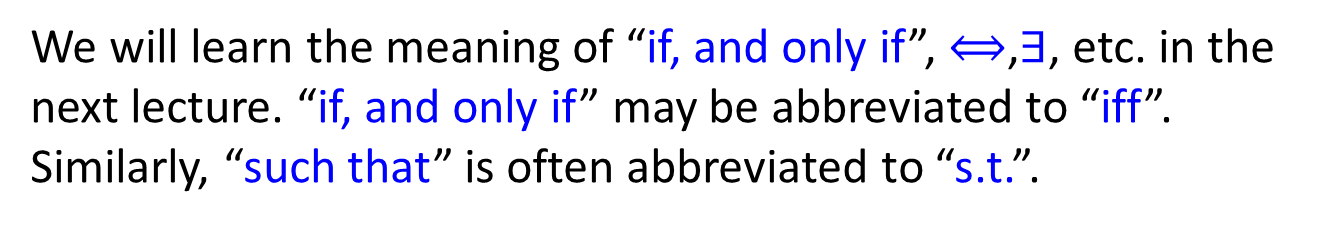 We will learn the meaning of “if, and only if”, ⟺,∃, etc. in the
next lecture. “if, and only if” may be abbreviated to “iff”.
Similarly, “such that” is often abbreviated to “s.t.”.